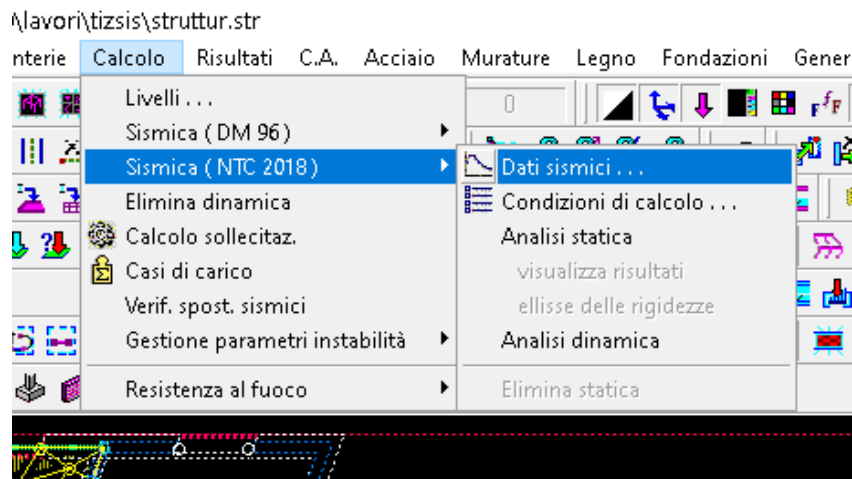 \lavori\tizsis\struttur.str
nterie Calcolo Risultati C.A. Acciaio Murature Legno Fondazioni Gener
Livelli . . .
0
Sismica ( DM 96 )
Sismica ( NTC 2018 )
Dati sismici . . .
Elimina dinamica
Condizioni di calcolo . . .
Calcolo sollecitaz.
Analisi statica
Casi di carico
visualizza risultati
Verif. spost. sismici
ellisse delle rigidezze
Gestione parametri instabilità
Analisi dinamica
Resistenza al fuoco
Elimina statica